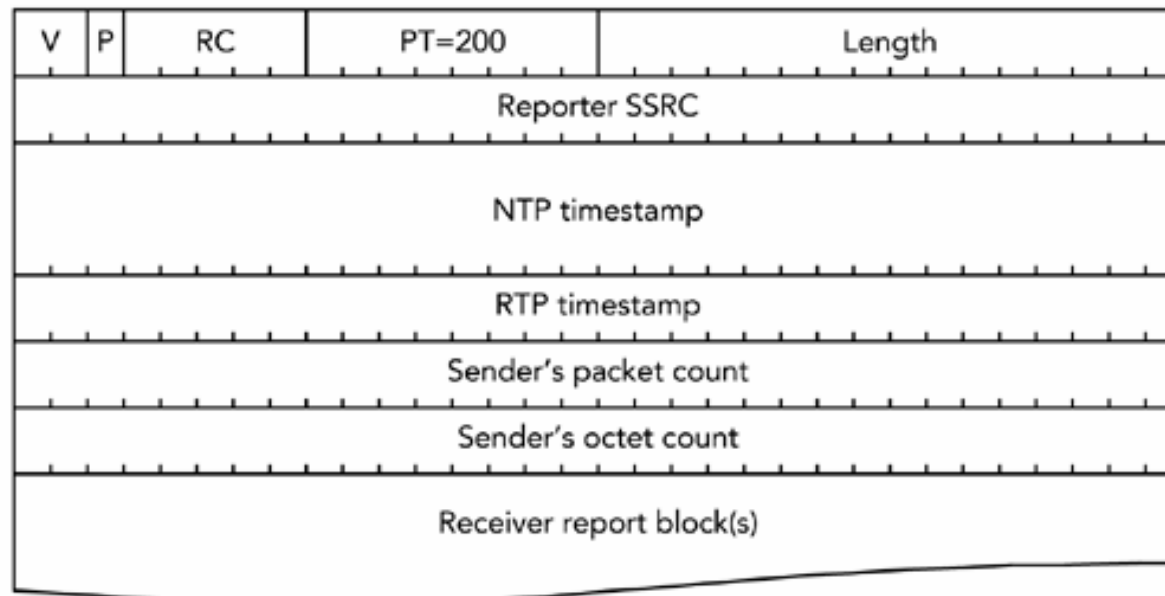 V P RC PT=200 Length
Reporter SSRC
NTP timestamp
RTP timestamp
Sender's packet count
Sender's octet count
Receiver report block(s)